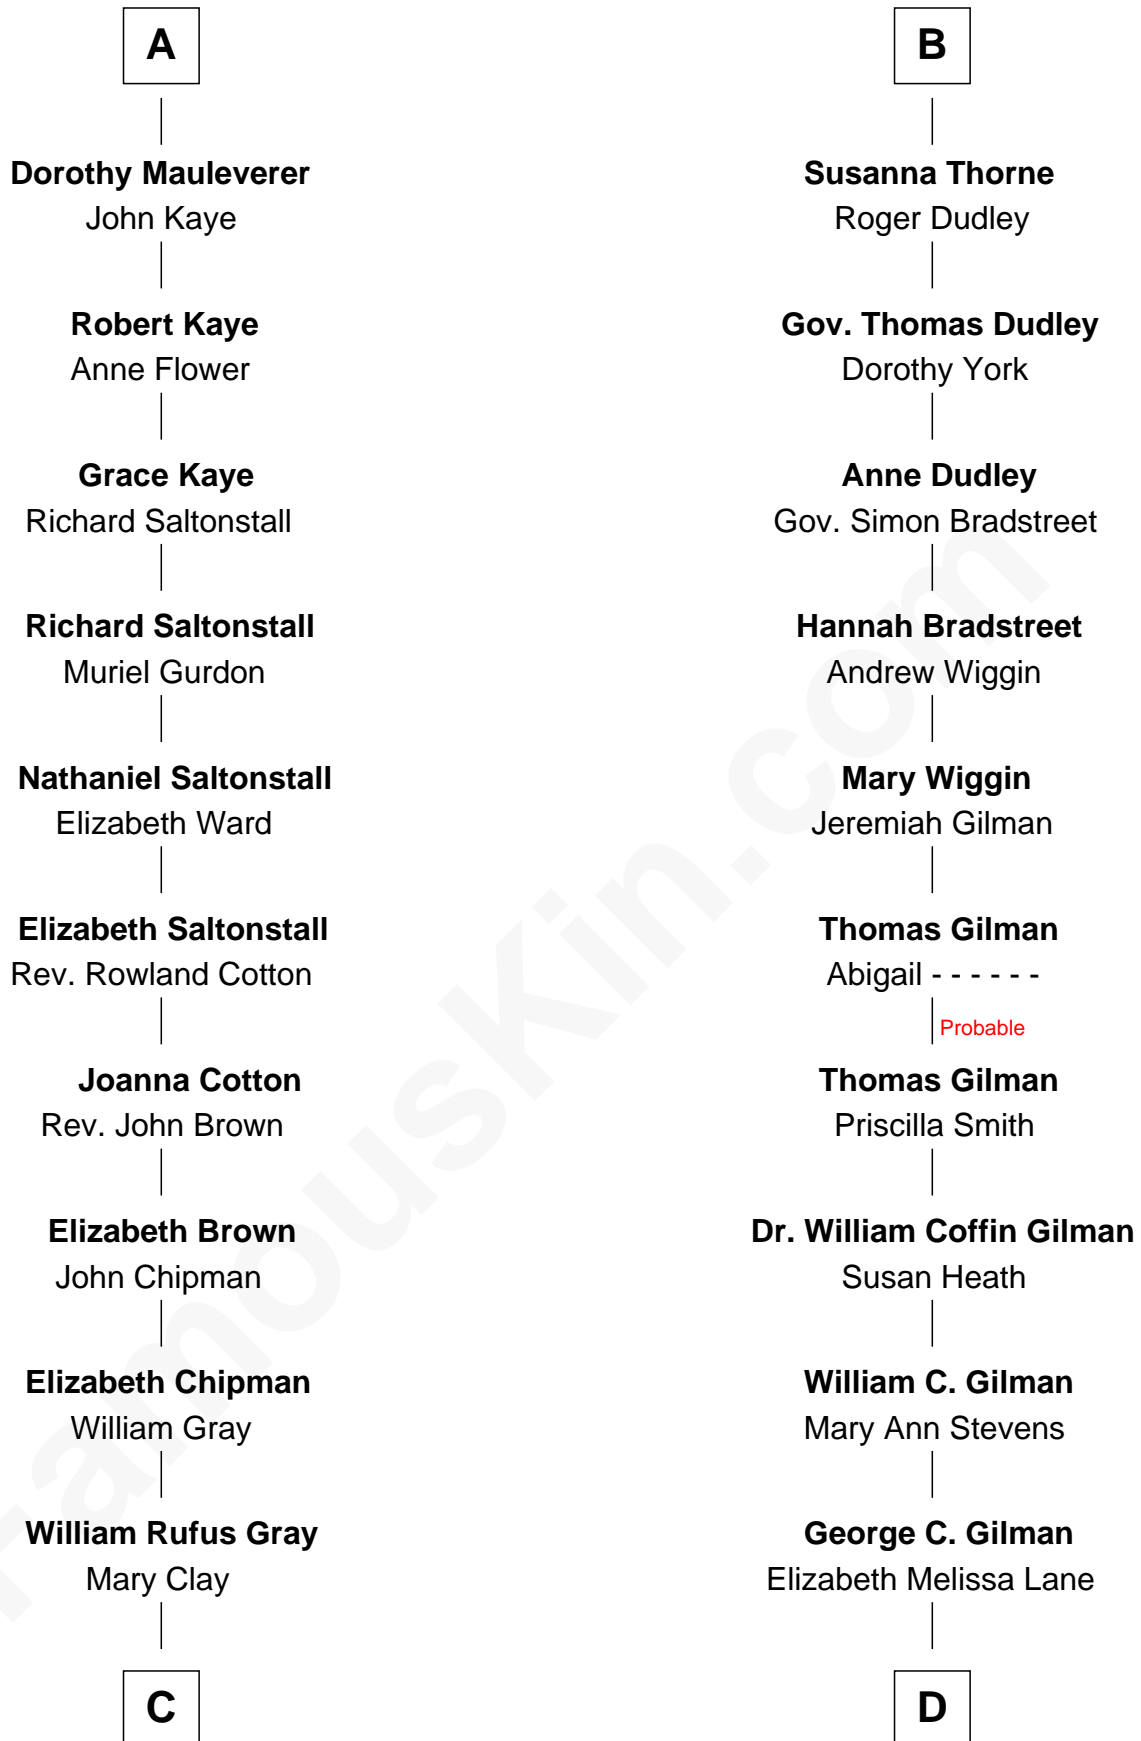 A
Dorothy Mauleverer
John Kaye
Robert Kaye
Anne Flower
Grace Kaye
Richard Saltonstall
Richard Saltonstall
Muriel Gurdon
Nathaniel Saltonstall
Elizabeth Ward
Elizabeth Saltonstall
Rev. Rowland Cotton
Joanna Cotton
Rev. John Brown
Elizabeth Brown
John Chipman
Elizabeth Chipman
William Gray
William Rufus Gray
Mary Clay
C
B
Susanna Thorne
Roger Dudley
Gov. Thomas Dudley
Dorothy York
Anne Dudley
Gov. Simon Bradstreet
Hannah Bradstreet
Andrew Wiggin
Mary Wiggin
Jeremiah Gilman
Thomas Gilman
Abigail - - - - - -
Probable
Thomas Gilman
Priscilla Smith
Dr. William Coffin Gilman
Susan Heath
William C. Gilman
Mary Ann Stevens
George C. Gilman
Elizabeth Melissa Lane
D
FamousKin.com